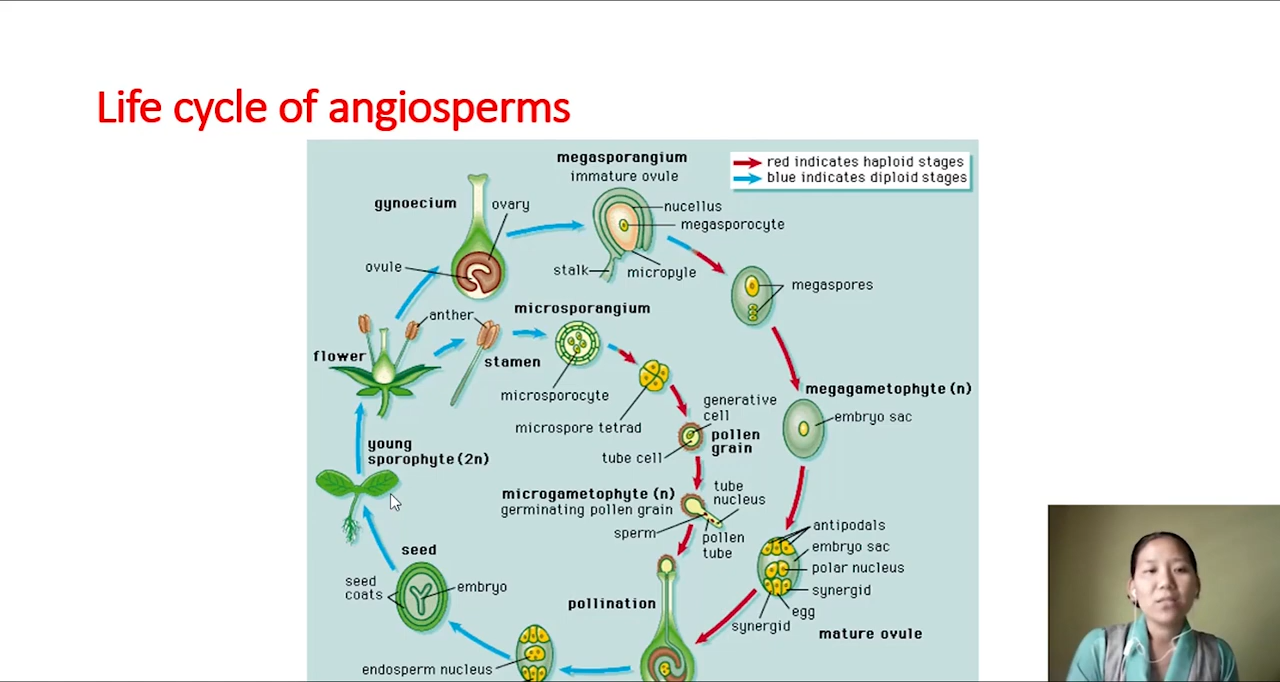 Life cycle of angiosperms
red indicates haploid stages
blue indicates diploid stages
megasporangium
immature ovule
gynoecium
ovary
nucellus
megasporocyte
ovule
stalk
micropyle
megaspores
microsporangium
anther
flower
stamen
microsporocyte
megagametophyte (n)
embryo sac
generative
cell
microspore tetrad
pollen
grain
young
sporophyte (2n)
tube cell
tube
nucleus
microgametophyte (n)
germinating pollen grain
sperm
pollen
tube
antipodals
embryo sac
polar nucleus
synergid
egg
synergid
mature ovule
seed
seed
coats
embryo
pollination
endosperm nucleus